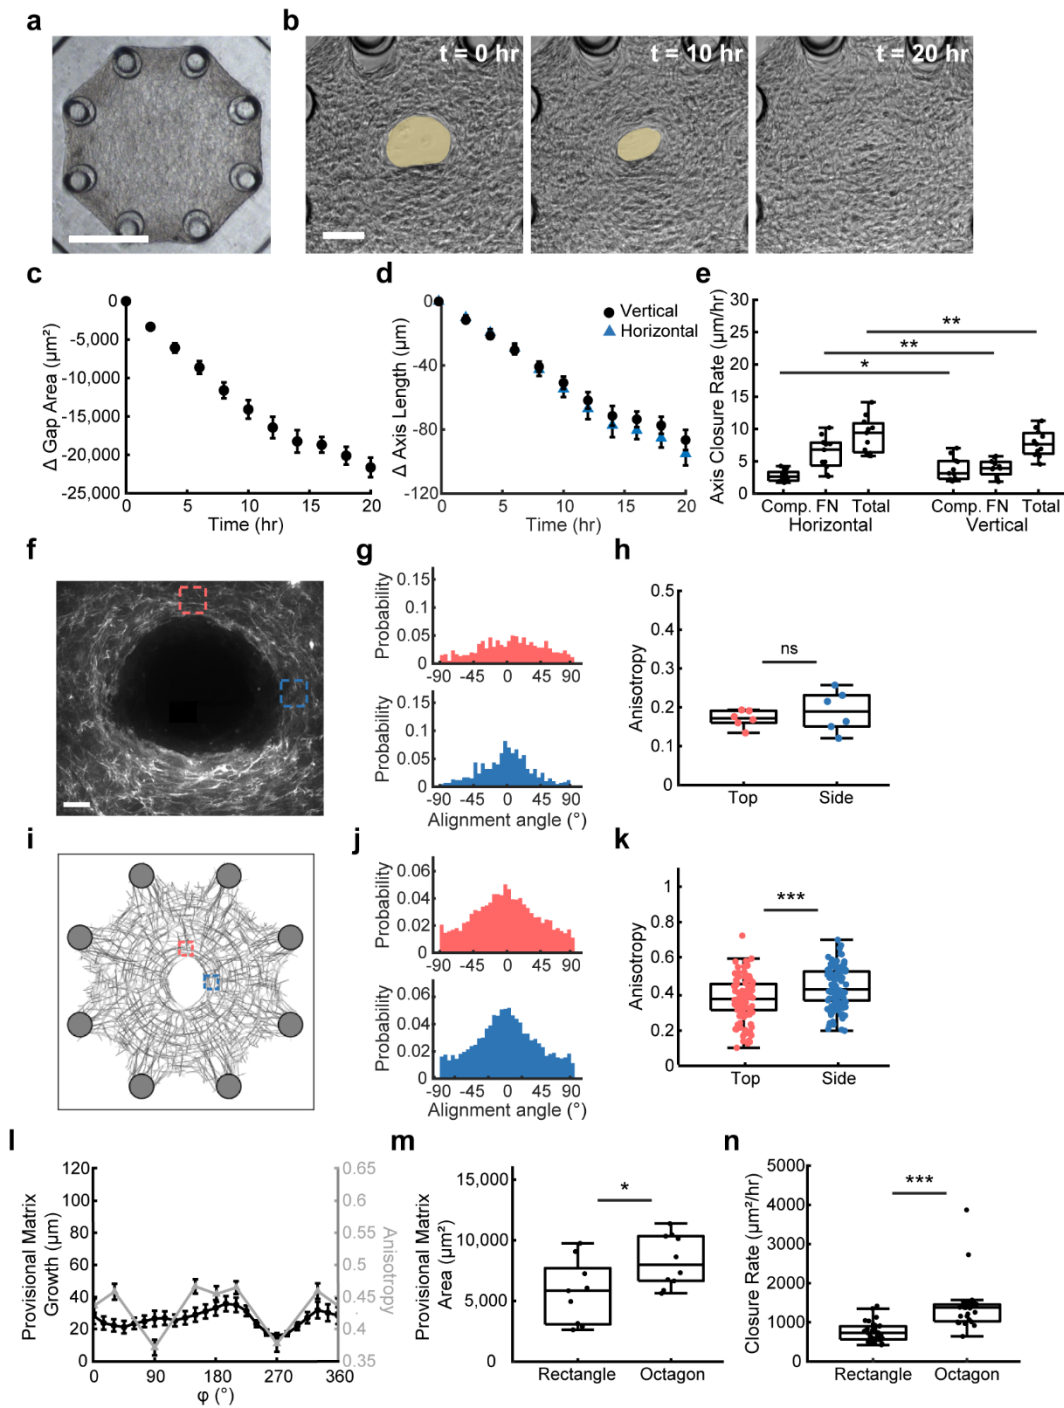 a
b
t = 0 hr
t = 10 hr
t = 20 hr
c
Δ Gap Area (µm²)
0
-5,000
-10,000
-15,000
-20,000
-25,000
0 5 10 15 20
Time (hr)
d
Δ Axis Length (µm)
0
-40
-80
-120
0 5 10 15 20
Time (hr)
Vertical
Horizontal
e
Axis Closure Rate (µm/hr)
30
25
20
15
10
5
0
*
**
**
Comp. FN Total Comp. FN Total
Horizontal Vertical
f
g
Probability
0.15
0.1
0.05
0
-90 -45 0 45 90
Probability
0.15
0.1
0.05
0
-90 -45 0 45 90
Alignment angle (°)
h
Anisotropy
0.5
0.4
0.3
0.2
0.1
0
ns
Top Side
i
j
Probability
0.06
0.04
0.02
0
-90 -45 0 45 90
Probability
0.06
0.04
0.02
0
-90 -45 0 45 90
Alignment angle (°)
k
Anisotropy
1
0.8
0.6
0.4
0.2
0
***
Top Side
l
Provisional Matrix
Growth (µm)
120
100
80
60
40
20
0
0 90 180 270 360
φ (°)
0.65
0.6
0.55
0.5
0.45
0.4
0.35
Anisotropy
m
Provisional Matrix
Area (µm²)
15,000
10,000
5,000
0
*
Rectangle Octagon
n
Closure Rate (µm²/hr)
5000
4000
3000
2000
1000
0
***
Rectangle Octagon